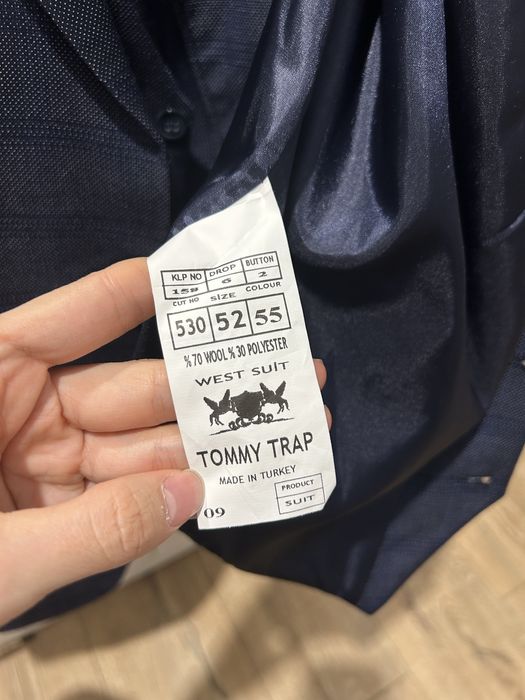 KLP NO DROP BUTTON
15# 6 2
CUT NO SIZE COLOUR
530 52 55
%70 WOOL %30 POLYESTER
WEST SUIT
TOMMY TRAP
MADE IN TURKEY
PRODUCT
SUIT
09